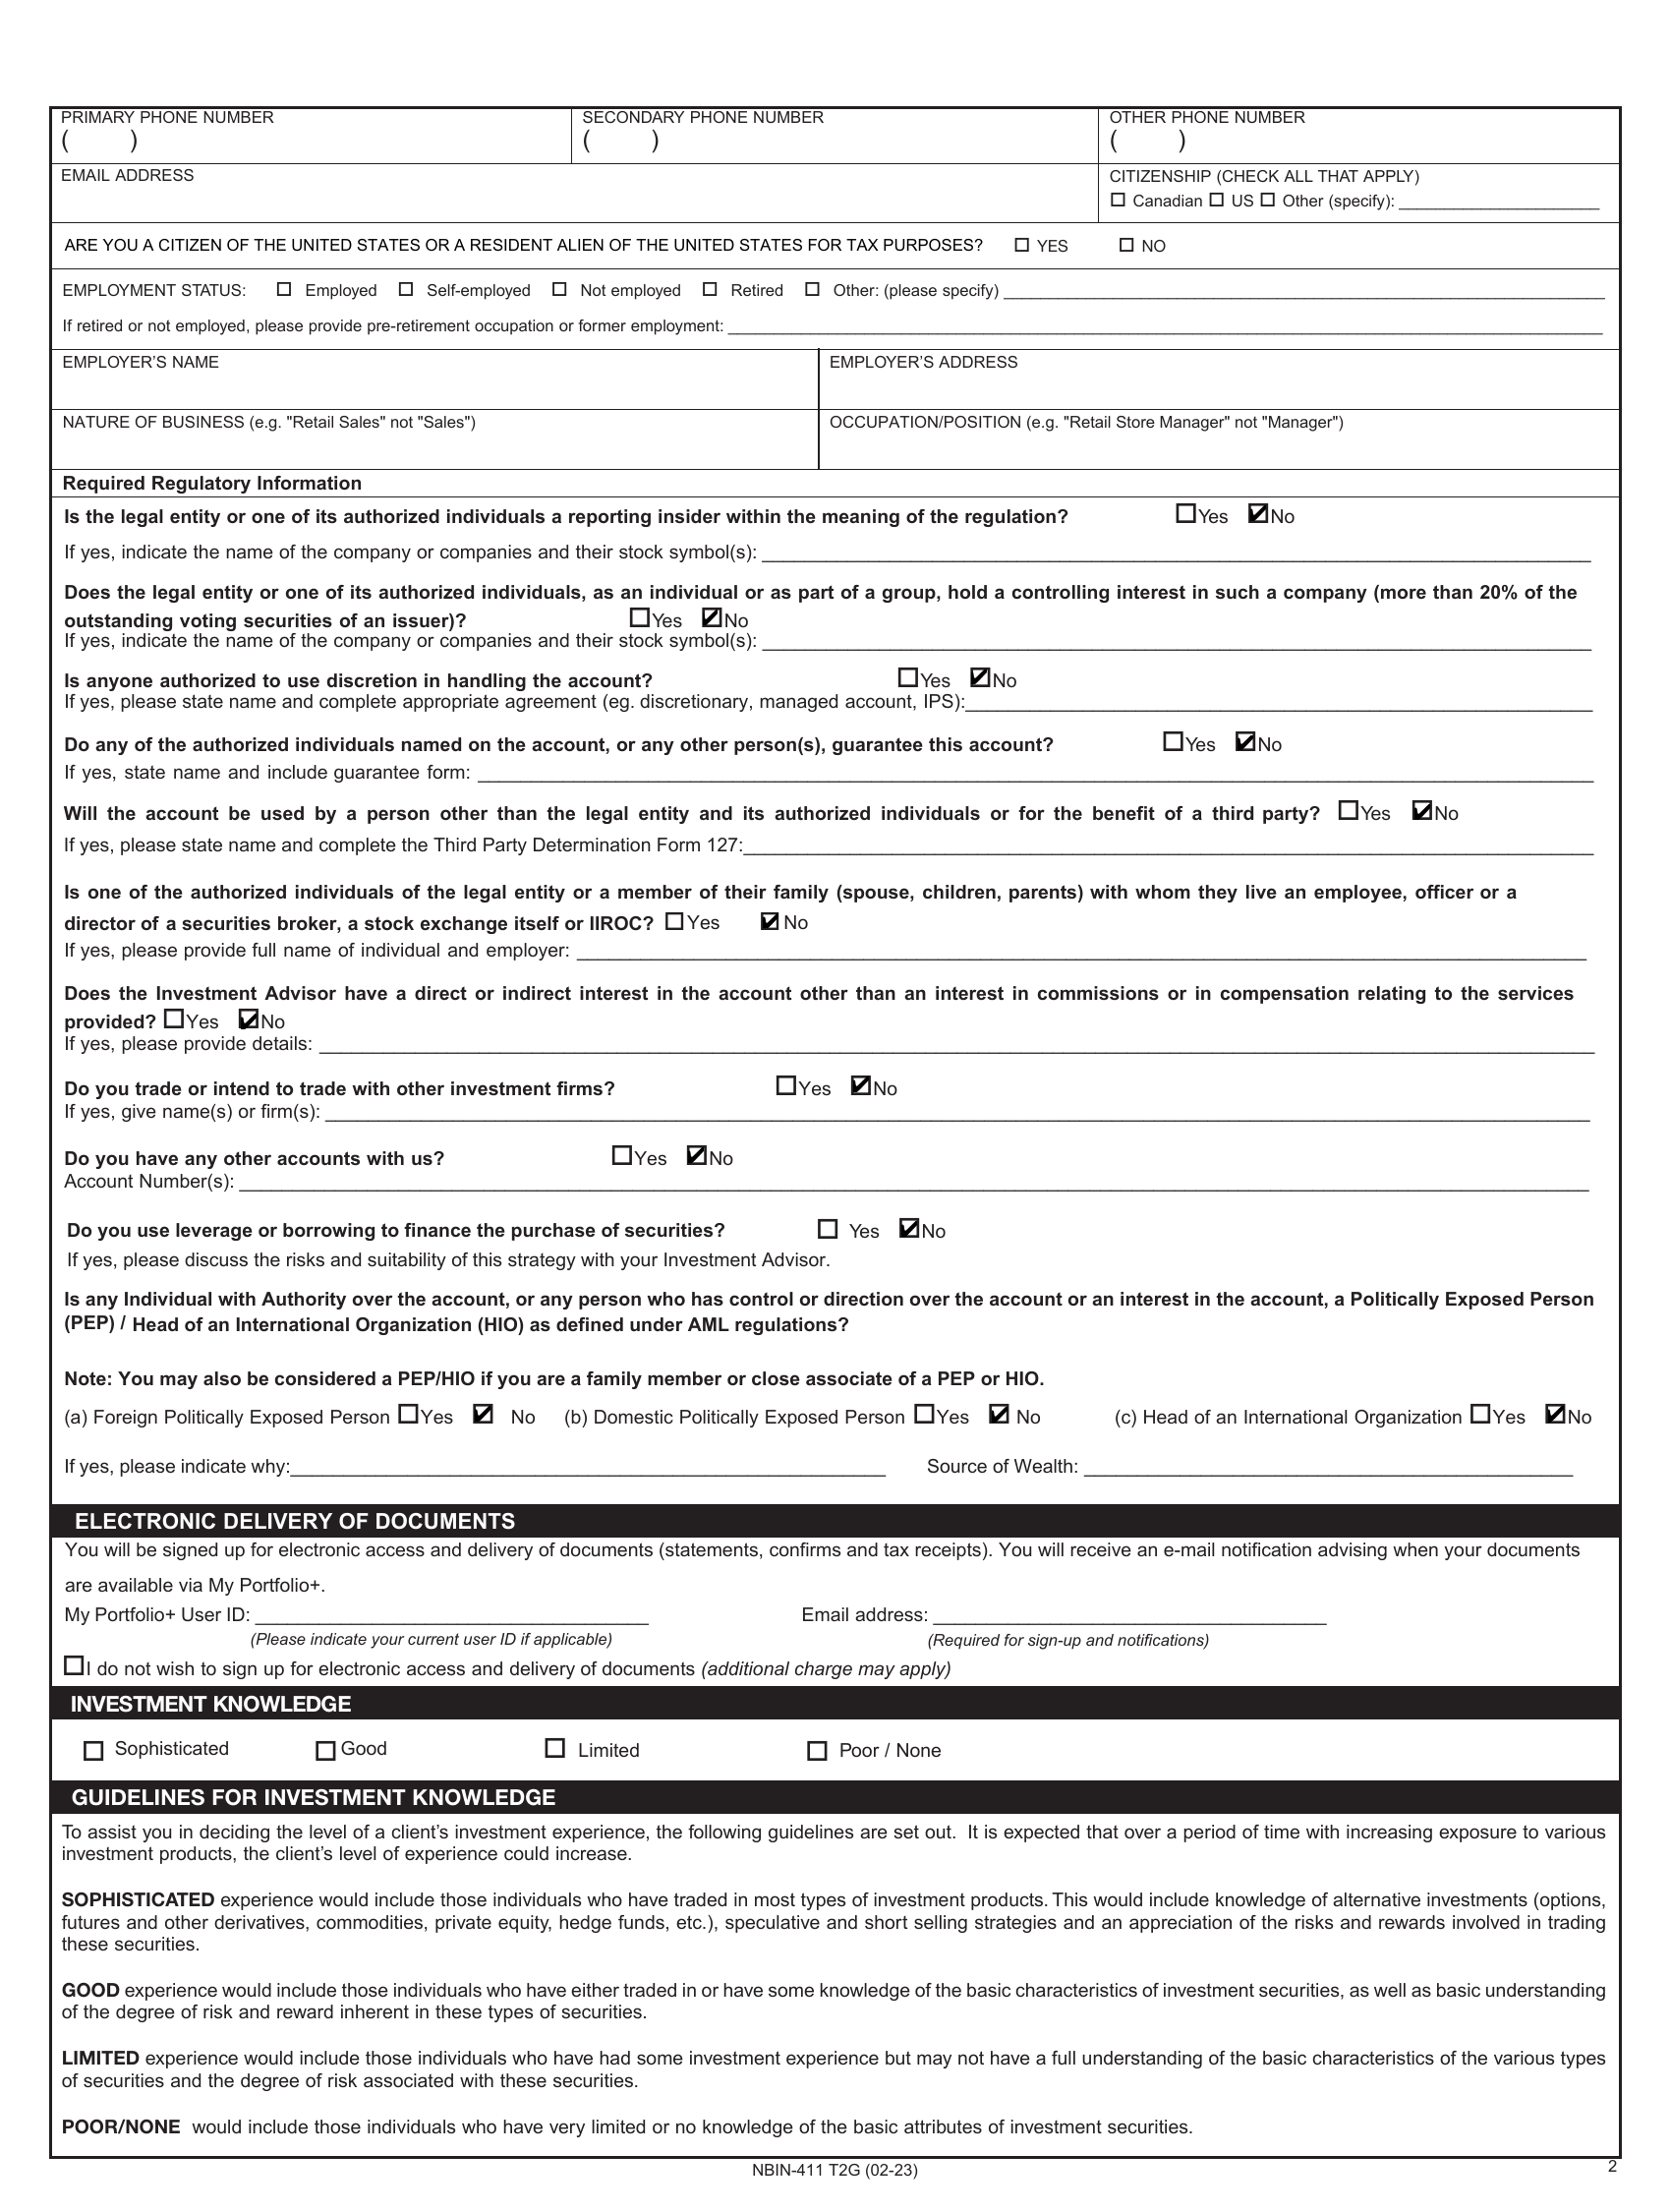 PRIMARY PHONE NUMBER
( )
SECONDARY PHONE NUMBER
( )
OTHER PHONE NUMBER
( )
EMAIL ADDRESS
CITIZENSHIP (CHECK ALL THAT APPLY)
☐ Canadian ☐ US ☐ Other (specify): ____________________
ARE YOU A CITIZEN OF THE UNITED STATES OR A RESIDENT ALIEN OF THE UNITED STATES FOR TAX PURPOSES? ☐ YES ☐ NO
EMPLOYMENT STATUS: ☐ Employed ☐ Self-employed ☐ Not employed ☐ Retired ☐ Other: (please specify) ____________________
If retired or not employed, please provide pre-retirement occupation or former employment: ____________________
EMPLOYER’S NAME
EMPLOYER’S ADDRESS
NATURE OF BUSINESS (e.g. "Retail Sales" not "Sales")
OCCUPATION/POSITION (e.g. "Retail Store Manager" not "Manager")
Required Regulatory Information
Is the legal entity or one of its authorized individuals a reporting insider within the meaning of the regulation? ☐ Yes ☑ No
If yes, indicate the name of the company or companies and their stock symbol(s): ____________________
Does the legal entity or one of its authorized individuals, as an individual or as part of a group, hold a controlling interest in such a company (more than 20% of the
outstanding voting securities of an issuer)? ☐ Yes ☑ No
If yes, indicate the name of the company or companies and their stock symbol(s): ____________________
Is anyone authorized to use discretion in handling the account? ☐ Yes ☑ No
If yes, please state name and complete appropriate agreement (eg. discretionary, managed account, IPS):____________________
Do any of the authorized individuals named on the account, or any other person(s), guarantee this account? ☐ Yes ☑ No
If yes, state name and include guarantee form: ____________________
Will the account be used by a person other than the legal entity and its authorized individuals or for the benefit of a third party? ☐ Yes ☑ No
If yes, please state name and complete the Third Party Determination Form 127:____________________
Is one of the authorized individuals of the legal entity or a member of their family (spouse, children, parents) with whom they live an employee, officer or a
director of a securities broker, a stock exchange itself or IIROC? ☐ Yes ☑ No
If yes, please provide full name of individual and employer: ____________________
Does the Investment Advisor have a direct or indirect interest in the account other than an interest in commissions or in compensation relating to the services
provided? ☐ Yes ☑ No
If yes, please provide details: ____________________
Do you trade or intend to trade with other investment firms? ☐ Yes ☑ No
If yes, give name(s) or firm(s): ____________________
Do you have any other accounts with us? ☐ Yes ☑ No
Account Number(s): ____________________
Do you use leverage or borrowing to finance the purchase of securities? ☐ Yes ☑ No
If yes, please discuss the risks and suitability of this strategy with your Investment Advisor.
Is any Individual with Authority over the account, or any person who has control or direction over the account or an interest in the account, a Politically Exposed Person
(PEP) / Head of an International Organization (HIO) as defined under AML regulations?
Note: You may also be considered a PEP/HIO if you are a family member or close associate of a PEP or HIO.
(a) Foreign Politically Exposed Person ☐ Yes ☑ No (b) Domestic Politically Exposed Person ☐ Yes ☑ No (c) Head of an International Organization ☐ Yes ☑ No
If yes, please indicate why:____________________ Source of Wealth: ____________________
ELECTRONIC DELIVERY OF DOCUMENTS
You will be signed up for electronic access and delivery of documents (statements, confirms and tax receipts). You will receive an e-mail notification advising when your documents
are available via My Portfolio+.
My Portfolio+ User ID: ____________________ Email address: ____________________
(Please indicate your current user ID if applicable) (Required for sign-up and notifications)
☐ I do not wish to sign up for electronic access and delivery of documents (additional charge may apply)
INVESTMENT KNOWLEDGE
☐ Sophisticated ☐ Good ☐ Limited ☐ Poor / None
GUIDELINES FOR INVESTMENT KNOWLEDGE
To assist you in deciding the level of a client’s investment experience, the following guidelines are set out. It is expected that over a period of time with increasing exposure to various
investment products, the client’s level of experience could increase.
SOPHISTICATED experience would include those individuals who have traded in most types of investment products. This would include knowledge of alternative investments (options,
futures and other derivatives, commodities, private equity, hedge funds, etc.), speculative and short selling strategies and an appreciation of the risks and rewards involved in trading
these securities.
GOOD experience would include those individuals who have either traded in or have some knowledge of the basic characteristics of investment securities, as well as basic understanding
of the degree of risk and reward inherent in these types of securities.
LIMITED experience would include those individuals who have had some investment experience but may not have a full understanding of the basic characteristics of the various types
of securities and the degree of risk associated with these securities.
POOR/NONE would include those individuals who have very limited or no knowledge of the basic attributes of investment securities.
NBIN-411 T2G (02-23)
2